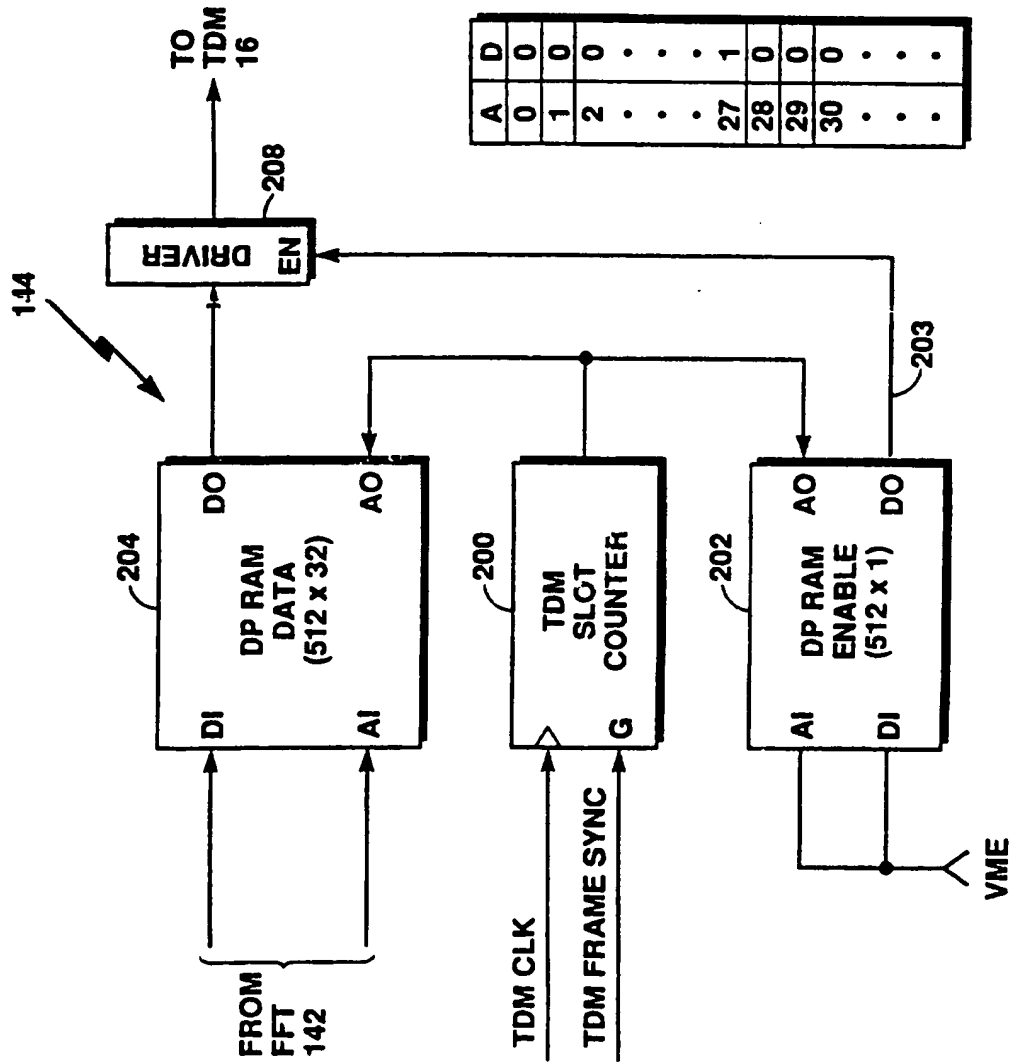 144
FROM
FFT
142
DI
AI
204
DP RAM
DATA
(512 x 32)
DO
AO
DRIVER
EN
208
TO
TDM
16
TDM CLK
TDM FRAME SYNC
G
200
TDM
SLOT
COUNTER
VME
AI
DI
202
DP RAM
ENABLE
(512 x 1)
AO
DO
203
A D
0 0
1 0
2 0
• •
• •
• •
27 1
28 0
29 0
30 0
• •
• •
• •